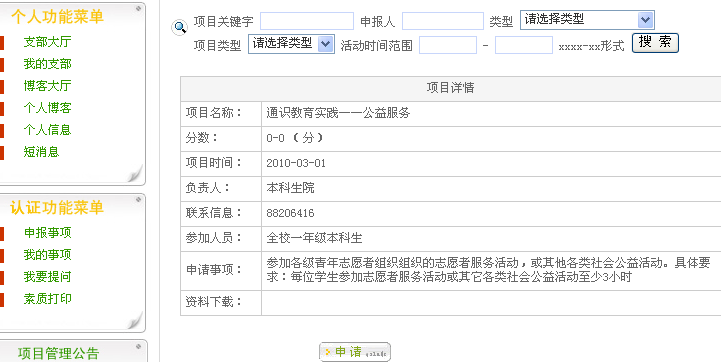 个人功能菜单
支部大厅
我的支部
博客大厅
个人博客
个人信息
短消息
认证功能菜单
申报事项
我的事项
我要提问
素质打印
项目管理公告
项目关键字 申报人 类型 请选择类型
项目类型 请选择类型 活动时间范围 - xxxx-xx形式 搜 索
项目详情
项目名称： 通识教育实践——公益服务
分数： 0-0 （分）
项目时间： 2010-03-01
负责人： 本科生院
联系信息： 88206416
参加人员： 全校一年级本科生
申请事项： 参加各级青年志愿者组织组织的志愿者服务活动，或其他各类社会公益活动。具体要
求：每位学生参加志愿者服务活动或其它各类社会公益活动至少3小时
资料下载：
申请